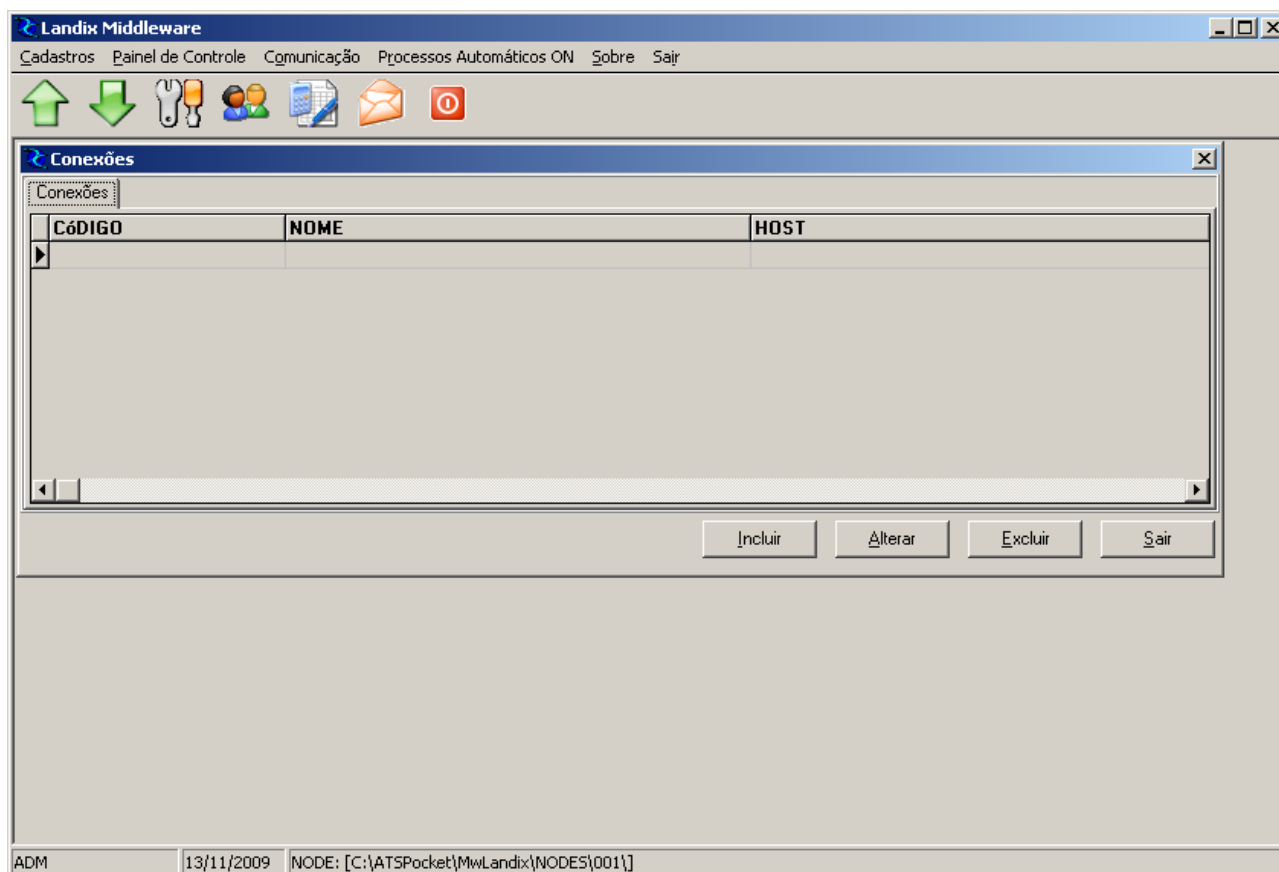 Landix Middleware
Cadastros Painel de Controle Comunicação Processos Automáticos ON Sobre Sair
Conexões
Conexões
CóDIGO NOME HOST
Incluir Alterar Excluir Sair
ADM 13/11/2009 NODE: [C:\ATSPocket\MwLandix\NODES\001\]